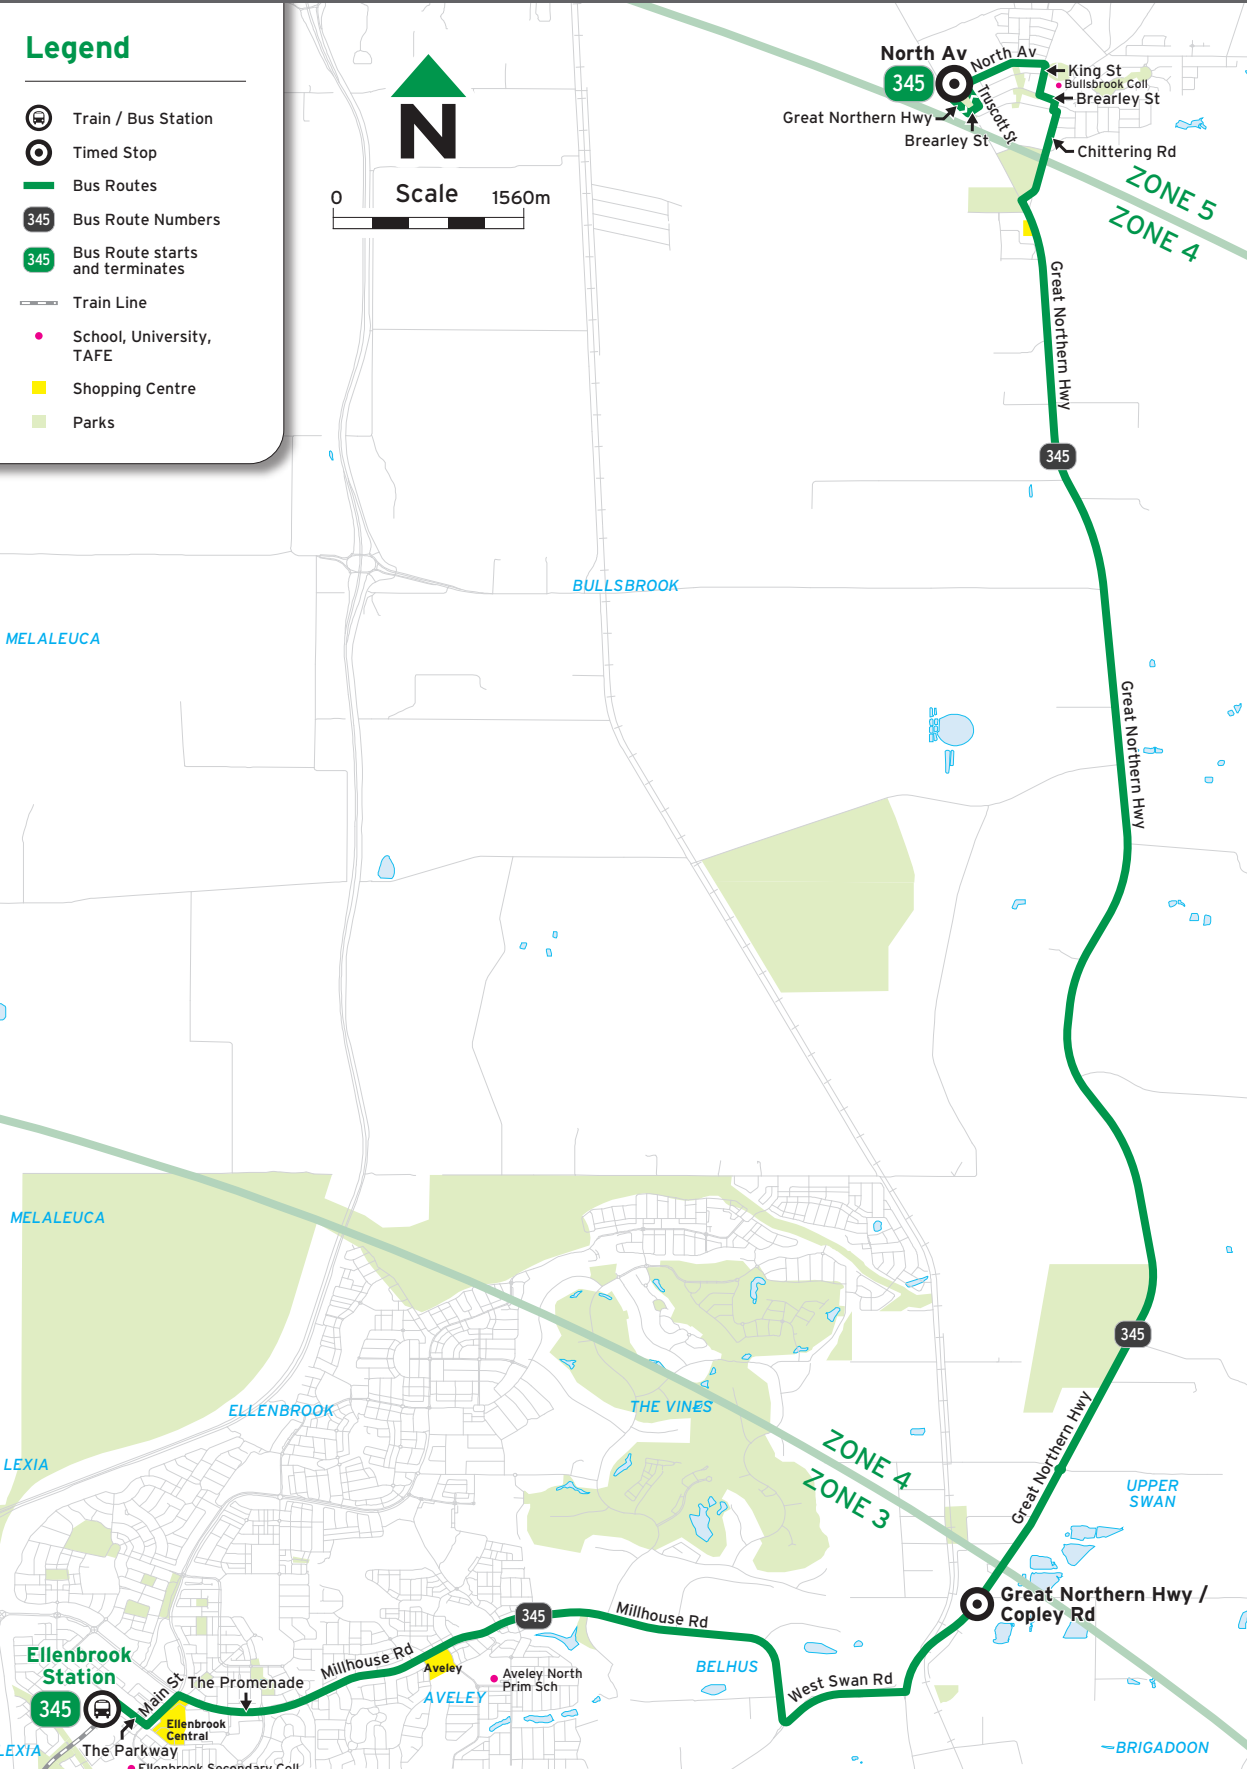 Legend
Train / Bus Station
Timed Stop
Bus Routes
345
Bus Route Numbers
345
Bus Route starts
and terminates
Train Line
School, University,
TAFE
Shopping Centre
Parks
N
0
Scale
1560m
North Av
345
North Av
King St
Bullsbrook Coll
Brearley St
Truscott St
Great Northern Hwy
Brearley St
Chittering Rd
ZONE 5
ZONE 4
Great Northern Hwy
345
BULLSBROOK
MELALEUCA
Great Northern Hwy
MELALEUCA
345
ELLENBROOK
THE VINES
Great Northern Hwy
ZONE 4
ZONE 3
LEXIA
UPPER
SWAN
Great Northern Hwy /
Copley Rd
345
Millhouse Rd
Ellenbrook
Station
Main St
The Promenade
Millhouse Rd
Aveley
Aveley North
Prim Sch
BELHUS
West Swan Rd
AVELEY
345
Ellenbrook
Central
The Parkway
LEXIA
BRIGADOON
Ellenbrook Secondary Coll